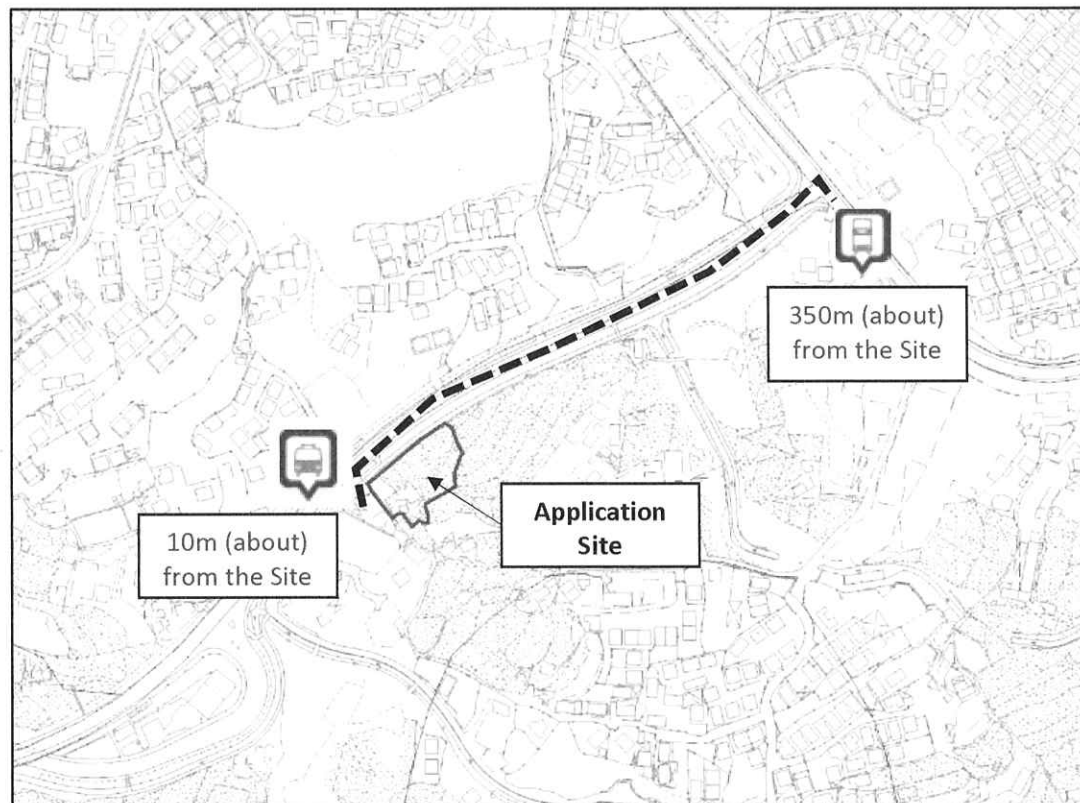 350m (about)
from the Site
Application
Site
10m (about)
from the Site